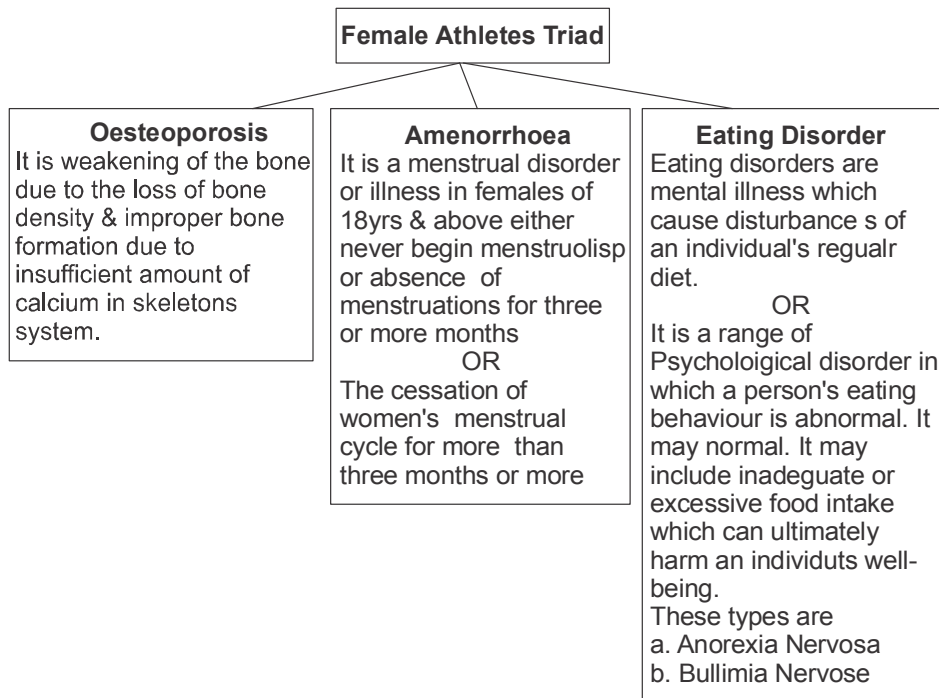 Female Athletes Triad
Oesteoporosis
It is weakening of the bone
due to the loss of bone
density & improper bone
formation due to
insufficient amount of
calcium in skeletons
system.
Amenorrhoea
It is a menstrual disorder
or illness in females of
18yrs & above either
never begin menstruolisp
or absence of
menstruations for three
or more months
OR
The cessation of
women's menstrual
cycle for more than
three months or more
Eating Disorder
Eating disorders are
mental illness which
cause disturbance s of
an individual's regualr
diet.
OR
It is a range of
Psycholoigical disorder in
which a person's eating
behaviour is abnormal. It
may normal. It may
include inadeguate or
excessive food intake
which can ultimately
harm an individuts well-
being.
These types are
a. Anorexia Nervosa
b. Bullimia Nervose